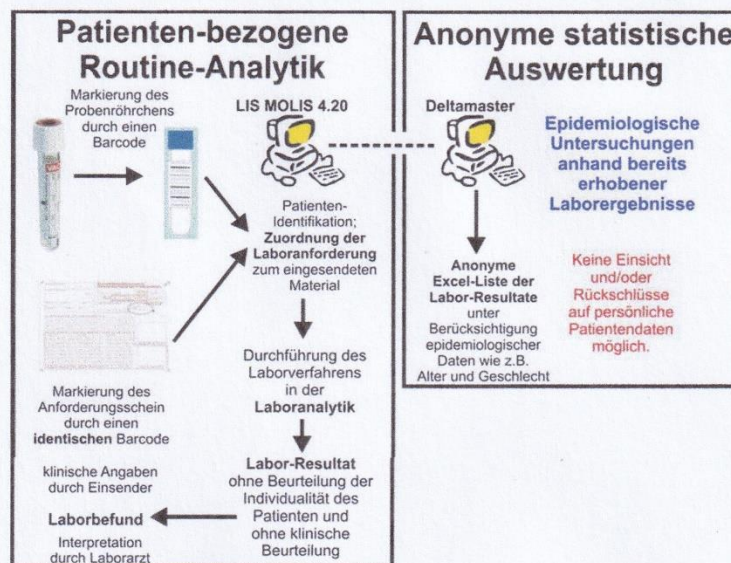 Patienten-bezogene
Routine-Analytik
Markierung des
Probenröhrchens
durch einen
Barcode
LIS MOLIS 4.20
Patienten-
Identifikation;
Zuordnung der
Laboranforderung
zum eingesendeten
Material
Durchführung des
Laborverfahrens
in der
Laboranalytik
Markierung des
Anforderungsschein
durch einen
identischen Barcode
klinische Angaben
durch Einsender
Labor-Resultat
ohne Beurteilung der
Individualität des
Patienten und
ohne klinische
Beurteilung
Laborbefund
Interpretation
durch Laborarzt
Anonyme statistische
Auswertung
Deltamaster
Epidemiologische
Untersuchungen
anhand bereits
erhobener
Laborergebnisse
Anonyme
Excel-Liste der
Labor-Resultate
unter
Berücksichtigung
epidemiologischer
Daten wie z.B.
Alter und Geschlecht
Keine Einsicht
und/oder
Rückschlüsse
auf persönliche
Patientendaten
möglich.